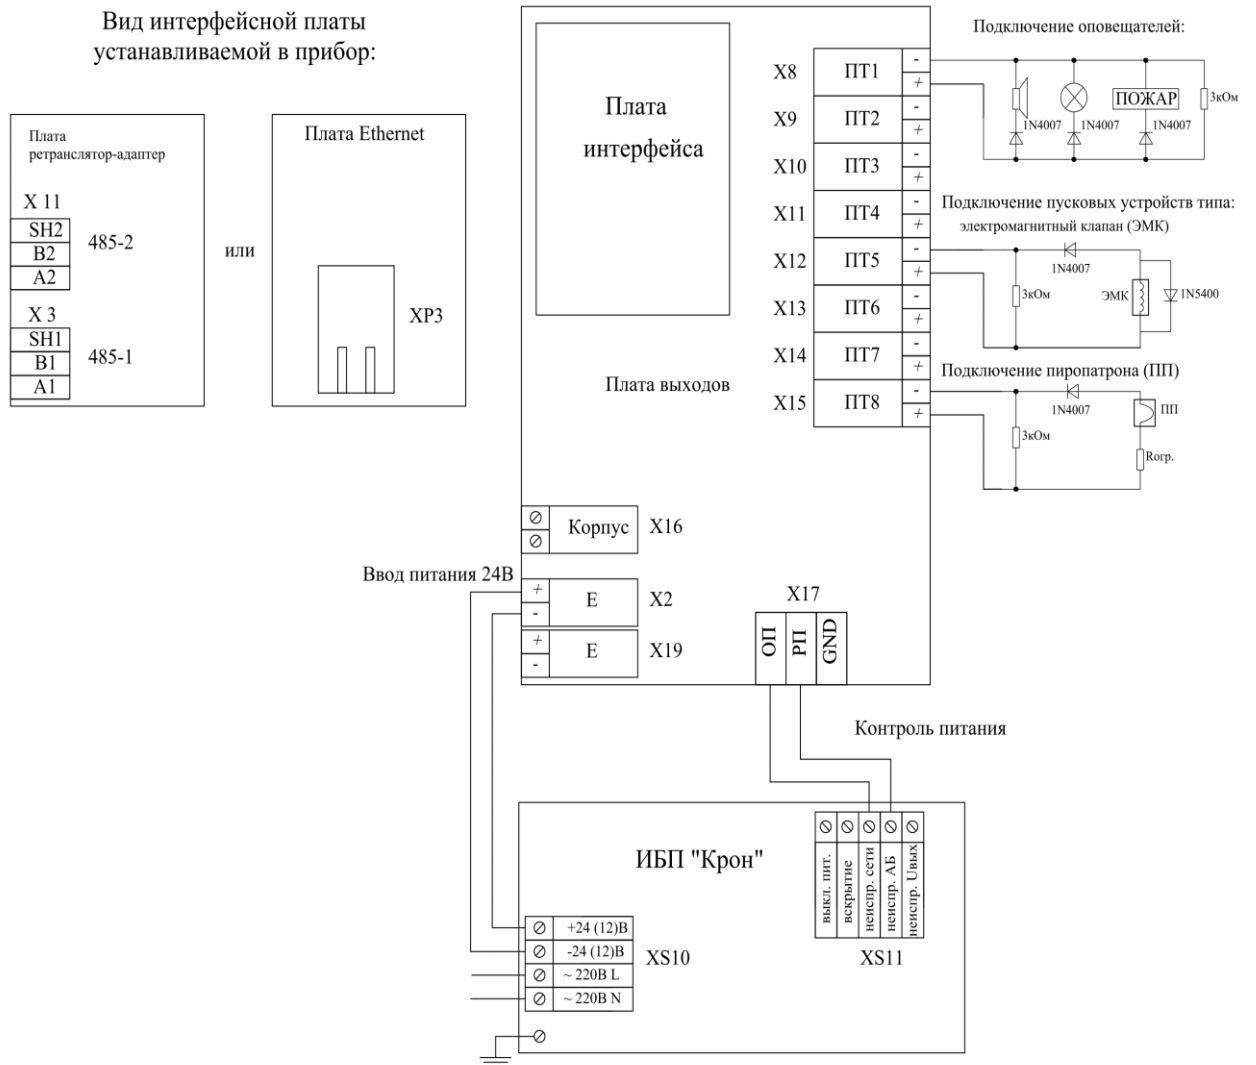 Вид интерфейсной платы
устанавливаемой в прибор:
Плата
ретранслятор-адаптер
X 11
SH2
B2
A2
485-2
X 3
SH1
B1
A1
485-1
или
Плата Ethernet
XP3
Плата
интерфейса
Плата выходов
X8 ПТ1 - +
X9 ПТ2 - +
X10 ПТ3 - +
X11 ПТ4 - +
X12 ПТ5 - +
X13 ПТ6 - +
X14 ПТ7 - +
X15 ПТ8 - +
Подключение оповещателей:
ПОЖАР
3кОм
1N4007 1N4007 1N4007
Подключение пусковых устройств типа:
электромагнитный клапан (ЭМК)
1N4007
3кОм
ЭМК
1N5400
Подключение пиропатрона (ПП)
1N4007
ПП
3кОм
Rогр.
Корпус X16
Ввод питания 24В
+ - E X2
+ - E X19
X17
ОП
РП
GND
Контроль питания
ИБП "Крон"
выкл. пит.
вскрытие
неиспр. сети
неиспр. АБ
неиспр. Uвых
XS11
+24 (12)В
-24 (12)В
~ 220В L
~ 220В N
XS10